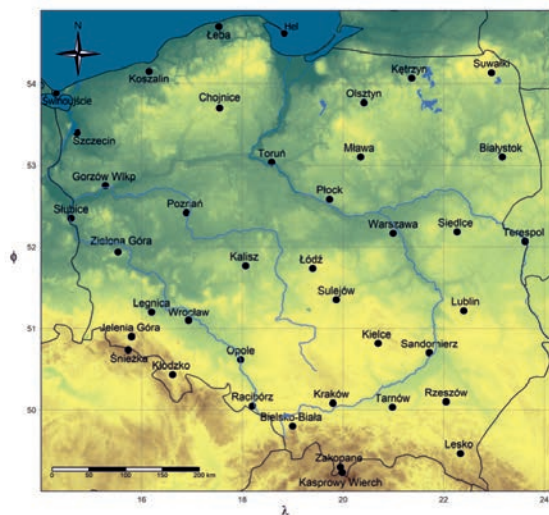 N
Łeba
Hel
Koszalin
Kętrzyn
Suwałki
Świnoujście
Chojnice
Olsztyn
Szczecin
Toruń
Mława
Białystok
Gorzów Wlkp
Płock
Słubice
Poznań
Warszawa
Siedlce
Terespol
Zielona Góra
Kalisz
Łódź
Sulejów
Legnica
Wrocław
Lublin
Jelenia Góra
Kielce
Śnieżka
Kłodzko
Opole
Sandomierz
Racibórz
Kraków
Tarnów
Rzeszów
Bielsko-Biała
Lesko
Zakopane
Kasprowy Wierch
0 50 100 150 200 km
54
53
52
51
50
ϕ
16 18 20 22 24
λ